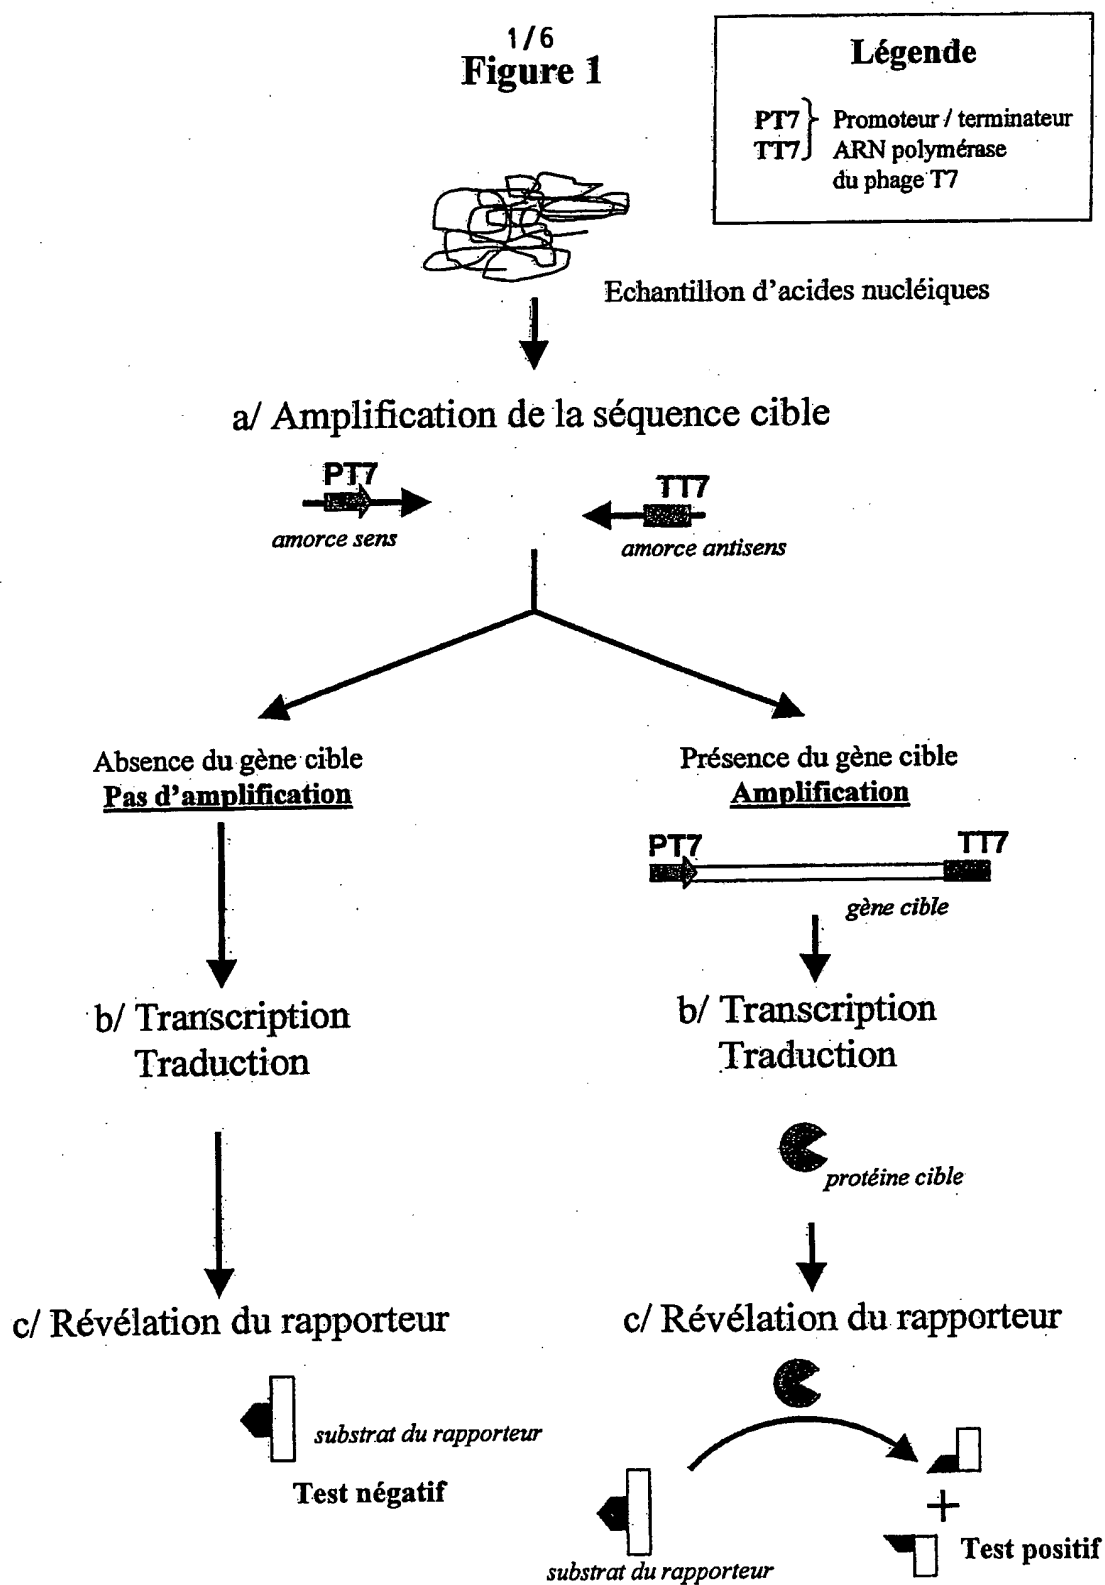 1/6
Figure 1
Légende
PT7 } Promoteur / terminateur
TT7 ARN polymérase
du phage T7
Echantillon d'acides nucléiques
a/ Amplification de la séquence cible
PT7
TT7
amorce sens
amorce antisens
Absence du gène cible
Pas d'amplification
Présence du gène cible
Amplification
PT7
TT7
gène cible
b/ Transcription
Traduction
b/ Transcription
Traduction
protéine cible
c/ Révélation du rapporteur
c/ Révélation du rapporteur
substrat du rapporteur
Test négatif
+
Test positif
substrat du rapporteur